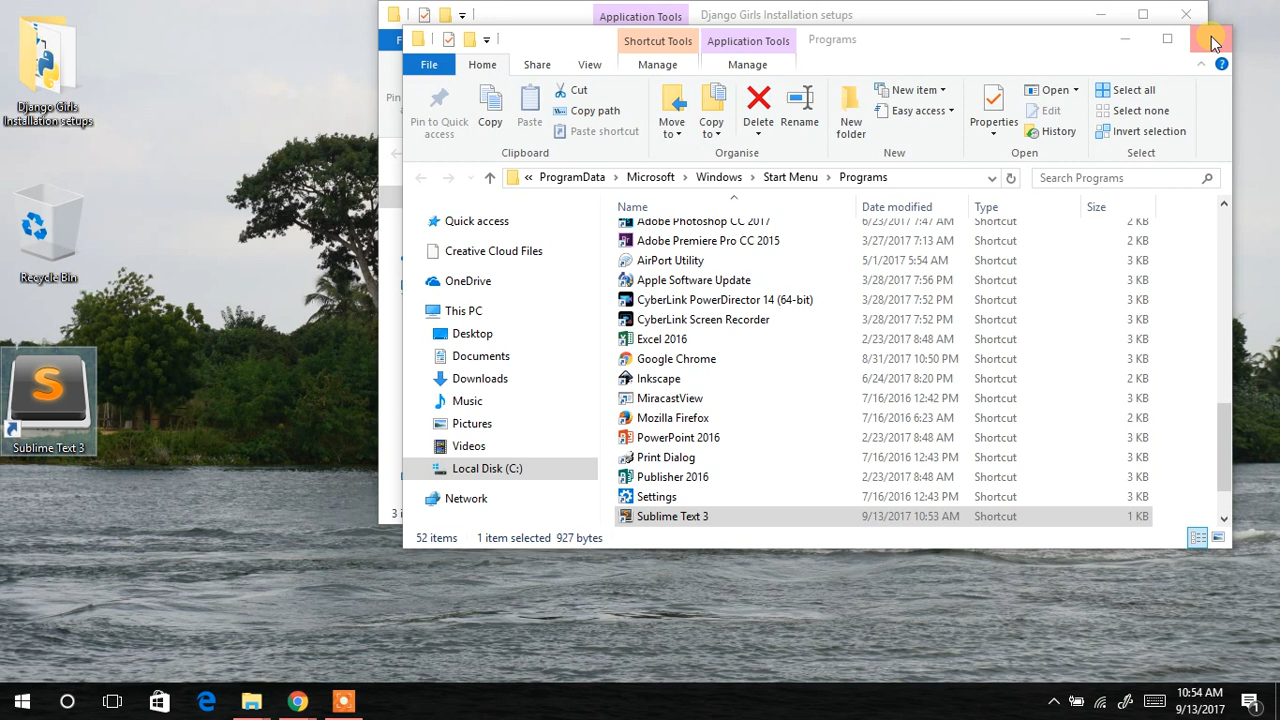 Django Girls
Installation setups
Recycle Bin
Sublime Text 3
Application Tools
Django Girls Installation setups
Shortcut Tools
Application Tools
Programs
File
Home
Share
View
Manage
Manage
Pin to Quick
access
Copy
Paste
Cut
Copy path
Paste shortcut
Move
to
Copy
to
Delete
Rename
New
folder
New item
Easy access
Properties
Open
Edit
History
Select all
Select none
Invert selection
Clipboard
Organise
New
Open
Select
« ProgramData > Microsoft > Windows > Start Menu > Programs
Search Programs
Name
Date modified
Type
Size
Quick access
Creative Cloud Files
OneDrive
This PC
Desktop
Documents
Downloads
Music
Pictures
Videos
Local Disk (C:)
Network
Adobe Photoshop CC 2017 6/23/2017 7:47 AM Shortcut 2 KB
Adobe Premiere Pro CC 2015 3/27/2017 7:13 AM Shortcut 3 KB
AirPort Utility 5/1/2017 5:54 AM Shortcut 3 KB
Apple Software Update 3/28/2017 7:56 PM Shortcut 3 KB
CyberLink PowerDirector 14 (64-bit) 3/28/2017 7:52 PM Shortcut 3 KB
CyberLink Screen Recorder 3/28/2017 7:52 PM Shortcut 3 KB
Excel 2016 2/23/2017 8:48 AM Shortcut 3 KB
Google Chrome 8/31/2017 10:50 PM Shortcut 3 KB
Inkscape 6/24/2017 8:20 PM Shortcut 2 KB
MiracastView 7/16/2016 12:42 PM Shortcut 3 KB
Mozilla Firefox 7/16/2016 6:23 AM Shortcut 2 KB
PowerPoint 2016 2/23/2017 8:48 AM Shortcut 3 KB
Print Dialog 7/16/2016 12:43 PM Shortcut 3 KB
Publisher 2016 2/23/2017 8:48 AM Shortcut 3 KB
Settings 7/16/2016 12:43 PM Shortcut 3 KB
Sublime Text 3 9/13/2017 10:53 AM Shortcut 1 KB
52 items 1 item selected 927 bytes
10:54 AM
9/13/2017
1